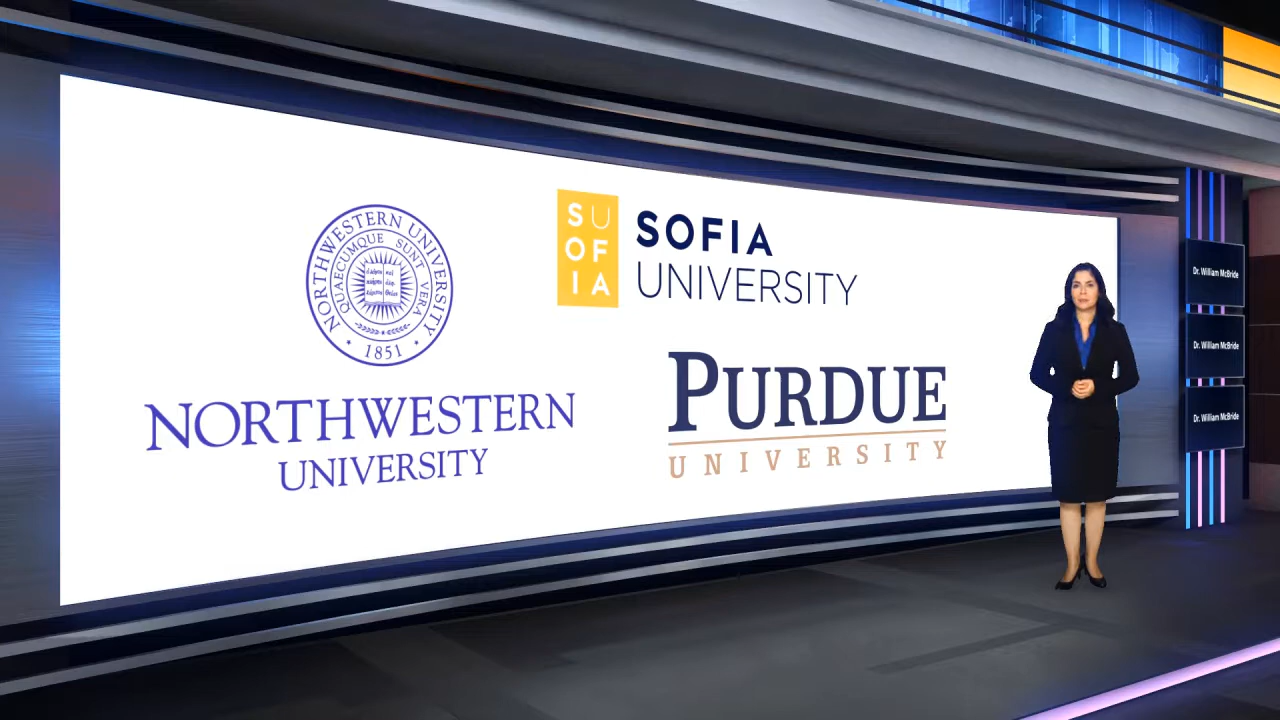 NORTHWESTERN UNIVERSITY
QUAECUMQUE SUNT VERA
1851
NORTHWESTERN
UNIVERSITY
SU
OF
IA
SOFIA
UNIVERSITY
PURDUE
UNIVERSITY
Dr. William McBride
Dr. William McBride
Dr. William McBride